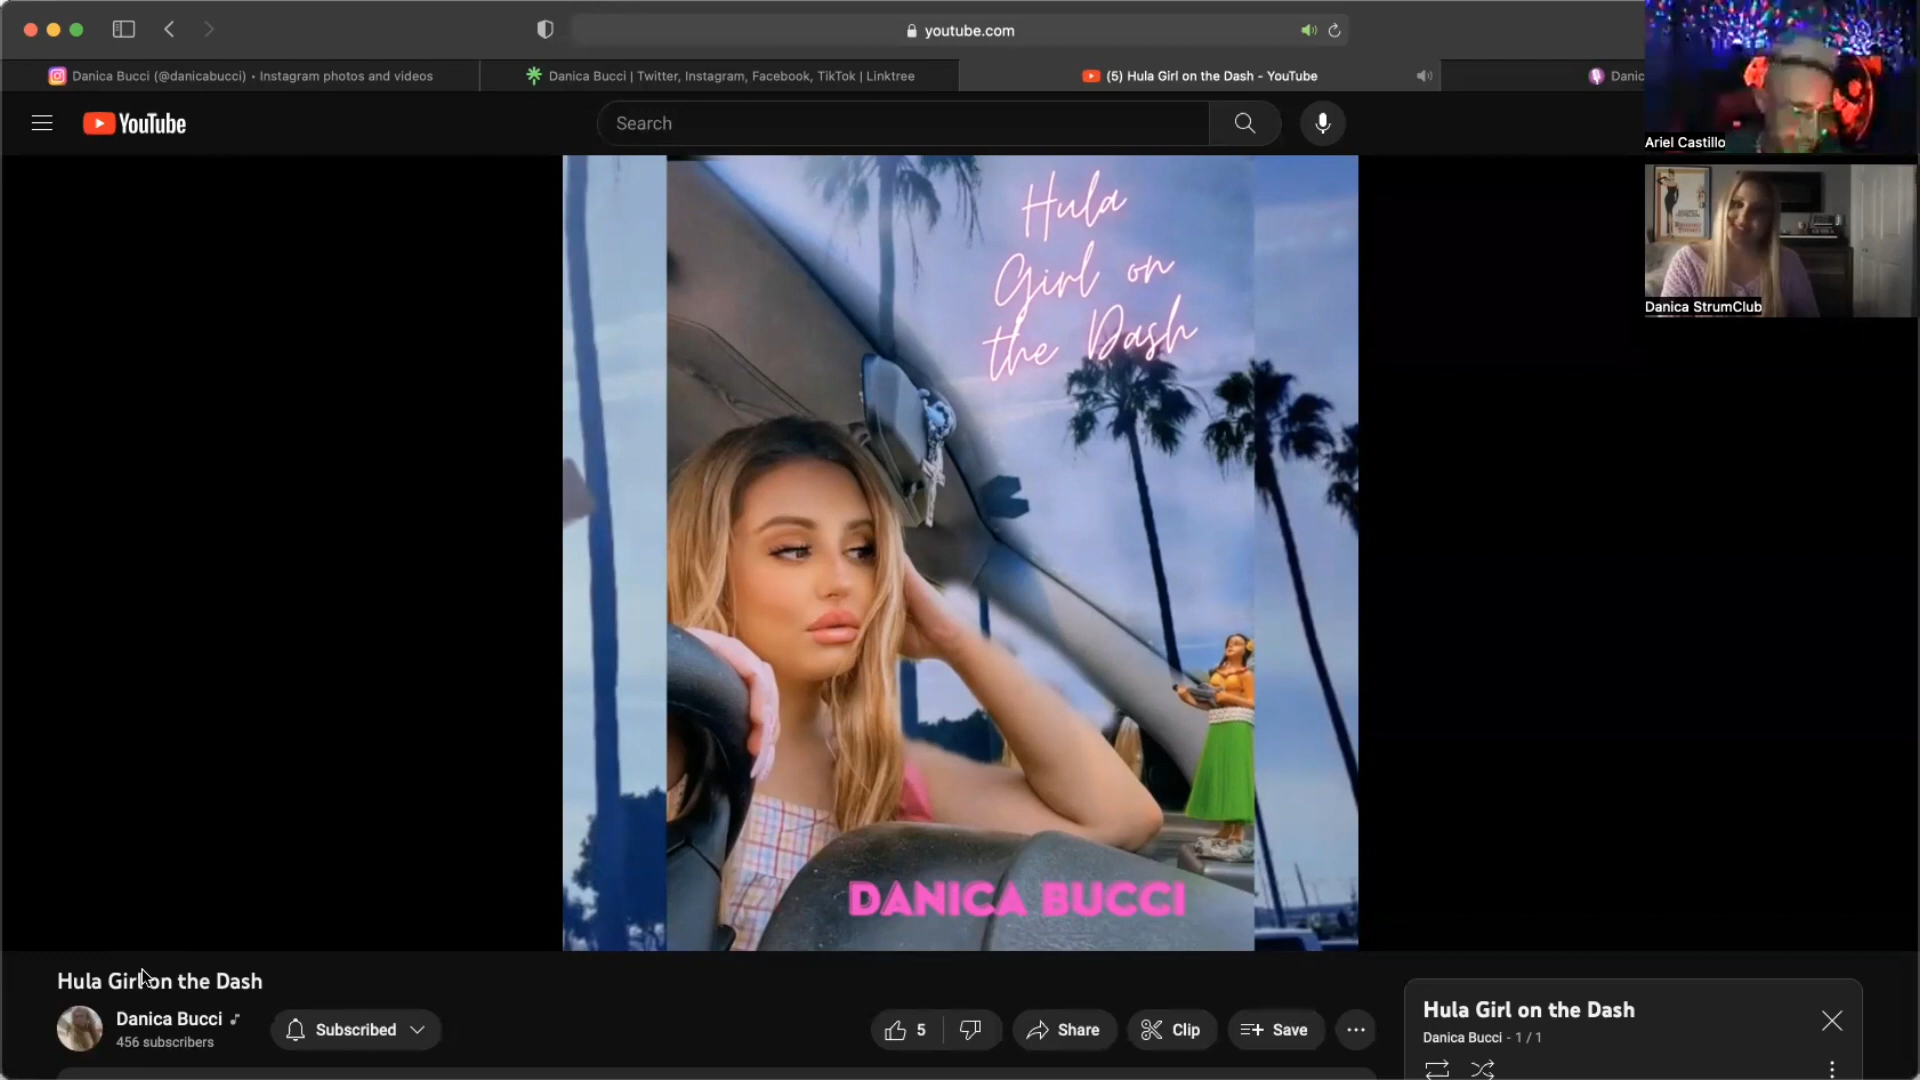 youtube.com
Danica Bucci (@danicabucci) • Instagram photos and videos
Danica Bucci | Twitter, Instagram, Facebook, TikTok | Linktree
(5) Hula Girl on the Dash - YouTube
Danic
YouTube
Search
Ariel Castillo
Danica StrumClub
Hula
Girl on
the Dash
DANICA BUCCI
Hula Girl on the Dash
Danica Bucci
456 subscribers
Subscribed
5
Share
Clip
Save
Hula Girl on the Dash
Danica Bucci - 1 / 1